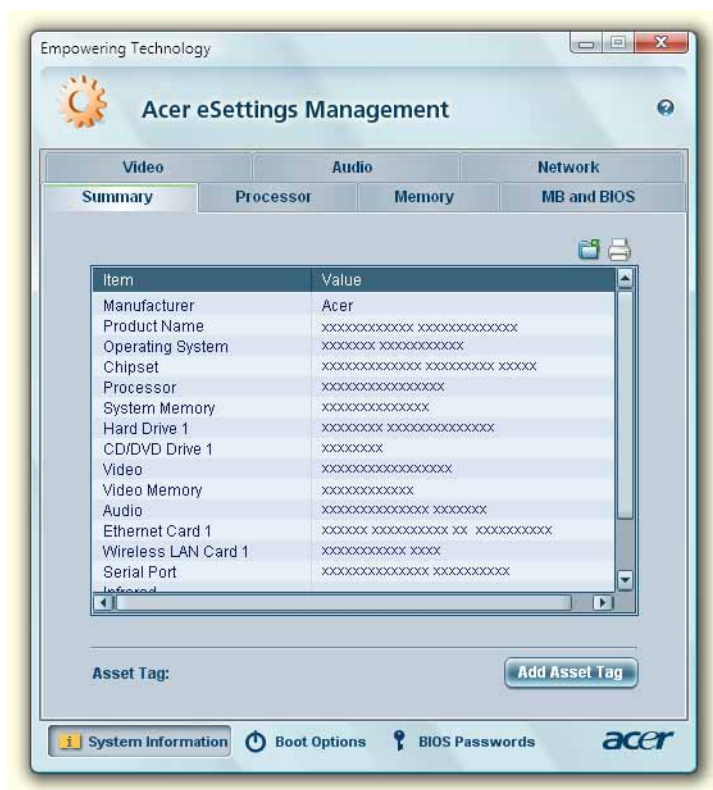 Empowering Technology
Acer eSettings Management
Video Audio Network
Summary Processor Memory MB and BIOS
Item Value
Manufacturer Acer
Product Name xxxxxxxxxxxx xxxxxxxxxxxxx
Operating System xxxxxxx xxxxxxxxxxx
Chipset xxxxxxxxxxxxx xxxxxxxxx xxxxx
Processor xxxxxxxxxxxxxxxx
System Memory xxxxxxxxxxxxxx
Hard Drive 1 xxxxxxxx xxxxxxxxxxxxxx
CD/DVD Drive 1 xxxxxxxx
Video xxxxxxxxxxxxxxxxx
Video Memory xxxxxxxxxxxx
Audio xxxxxxxxxxxxxx xxxxxxx
Ethernet Card 1 xxxxxx xxxxxxxxxx xx xxxxxxxxxx
Wireless LAN Card 1 xxxxxxxxxxx xxxx
Serial Port xxxxxxxxxxxxxx xxxxxxxxxx
Infrared
Asset Tag: Add Asset Tag
System Information Boot Options BIOS Passwords acer